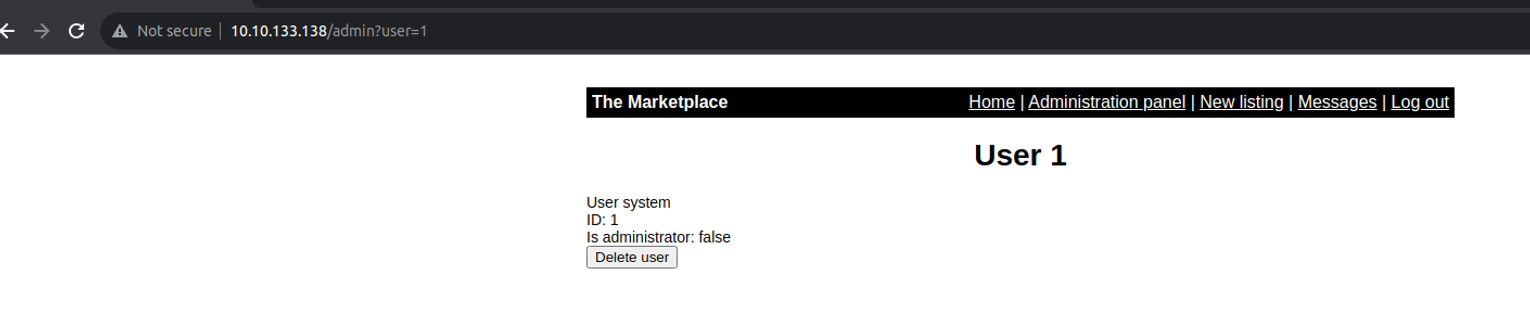 Not secure | 10.10.133.138/admin?user=1
The Marketplace Home | Administration panel | New listing | Messages | Log out
User 1
User system
ID: 1
Is administrator: false
Delete user